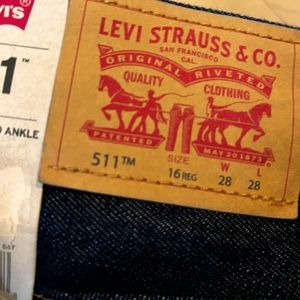 VI'S
1™
ANKLE
LEVI STRAUSS & CO.
SAN FRANCISCO
CAL.
ORIGINAL RIVETED
QUALITY CLOTHING
PATENTED MAY 20 1873
511™
SIZE
16 REG
W L
28 28